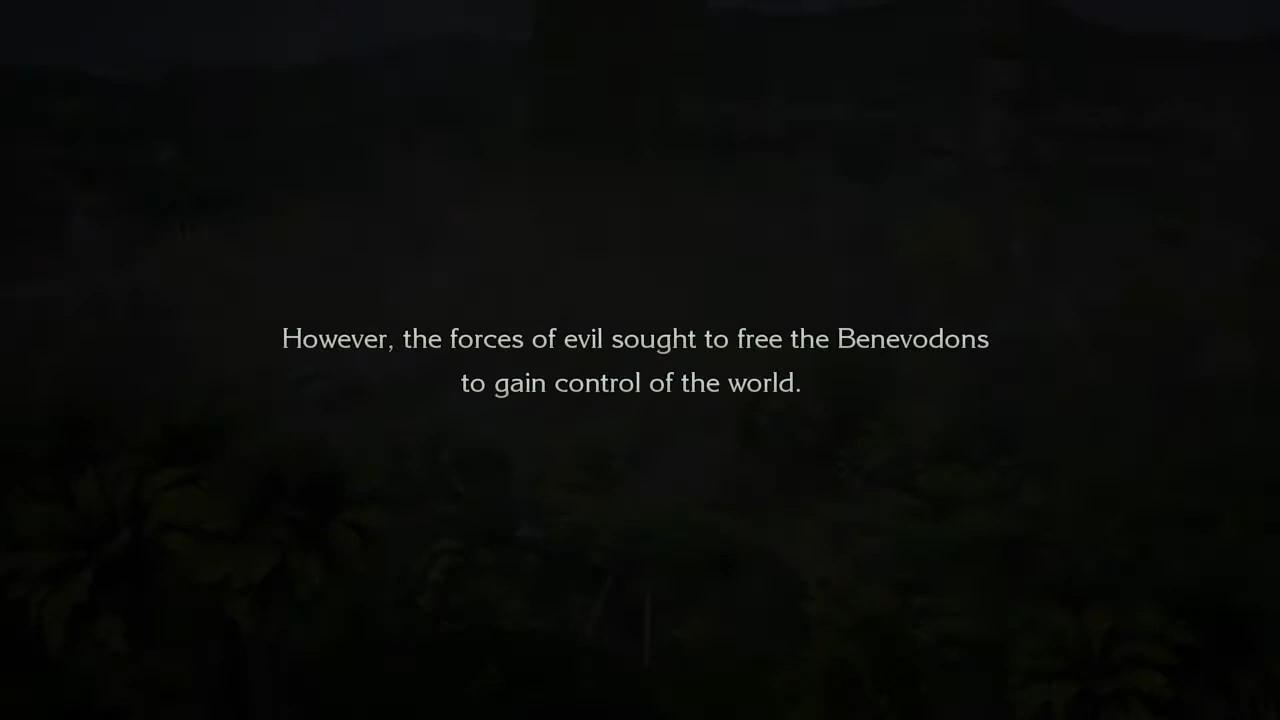 However, the forces of evil sought to free the Benevodons
to gain control of the world.